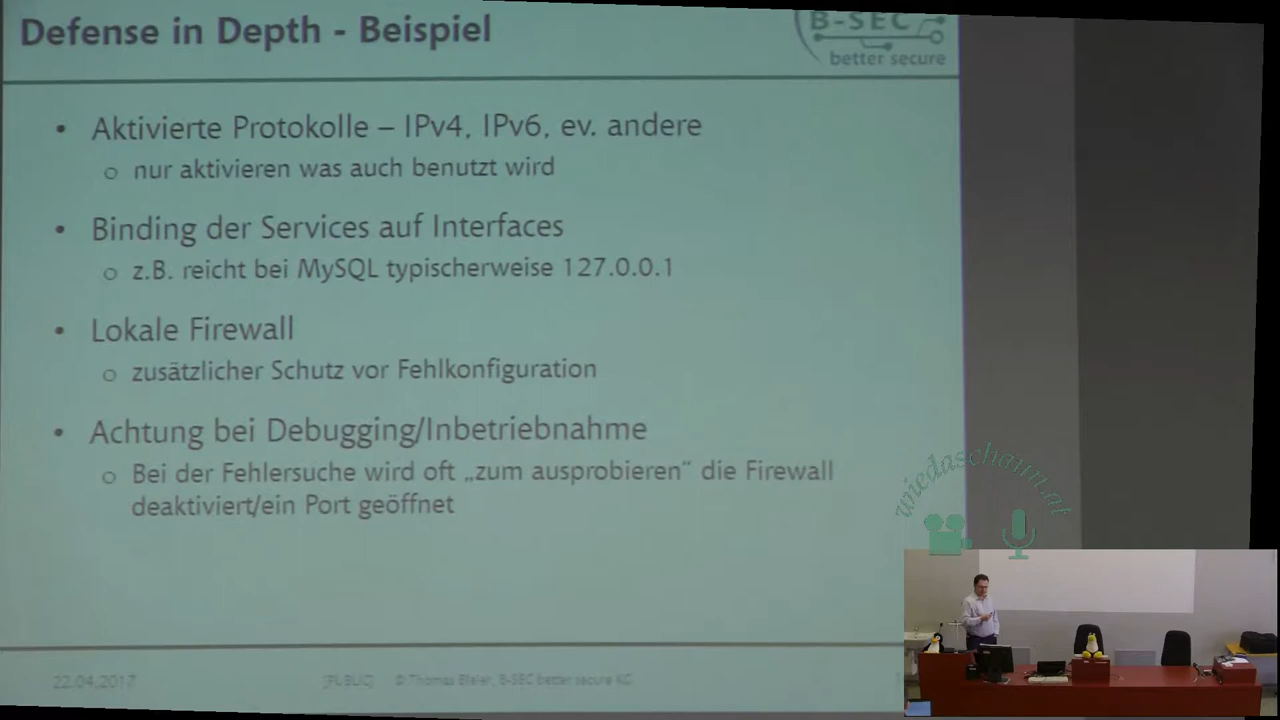 Defense in Depth - Beispiel
B-SEC
better secure
• Aktivierte Protokolle – IPv4, IPv6, ev. andere
o nur aktivieren was auch benutzt wird
• Binding der Services auf Interfaces
o z.B. reicht bei MySQL typischerweise 127.0.0.1
• Lokale Firewall
o zusätzlicher Schutz vor Fehlkonfiguration
• Achtung bei Debugging/Inbetriebnahme
o Bei der Fehlersuche wird oft „zum ausprobieren“ die Firewall
deaktiviert/ein Port geöffnet
wiedaschaum.at
22.04.2017
[PUBLIC] © Thomas Bleier, B-SEC better secure KG